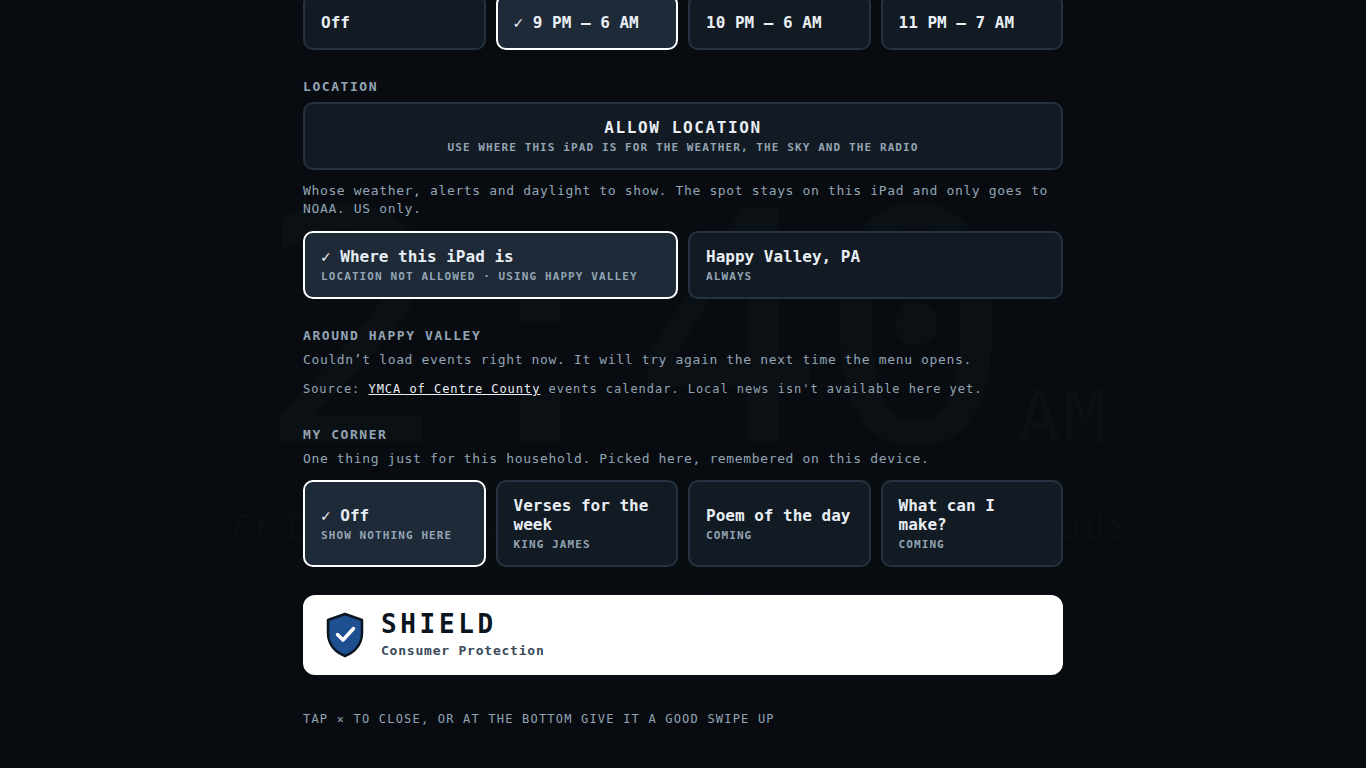 Off
✓ 9 PM – 6 AM
10 PM – 6 AM
11 PM – 7 AM
LOCATION
ALLOW LOCATION
USE WHERE THIS iPAD IS FOR THE WEATHER, THE SKY AND THE RADIO
Whose weather, alerts and daylight to show. The spot stays on this iPad and only goes to
NOAA. US only.
✓ Where this iPad is
LOCATION NOT ALLOWED · USING HAPPY VALLEY
Happy Valley, PA
ALWAYS
2:40 AM
AROUND HAPPY VALLEY
Couldn’t load events right now. It will try again the next time the menu opens.
Source: YMCA of Centre County events calendar. Local news isn't available here yet.
MY CORNER
One thing just for this household. Picked here, remembered on this device.
✓ Off
SHOW NOTHING HERE
Verses for the
week
KING JAMES
Poem of the day
COMING
What can I
make?
COMING
SHIELD
Consumer Protection
TAP × TO CLOSE, OR AT THE BOTTOM GIVE IT A GOOD SWIPE UP